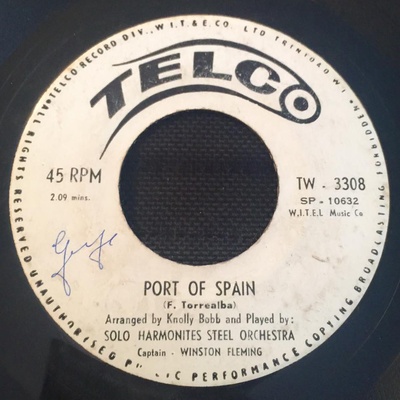 TELCO RECORD DIV., W.I.T.& E. CO., LTD TRINIDAD W.I.
TELCO
45 RPM
2.09 mins.
TW - 3308
SP - 10632
W.I.T.E.L Music Co
PORT OF SPAIN
(F. Torrealba)
Arranged by Knolly Bobb and Played by:
SOLO HARMONITES STEEL ORCHESTRA
Captain - WINSTON FLEMING
ALL RIGHTS RESERVED UNAUTHORISED PERFORMANCE COPYING BROADCASTING FORBIDDEN